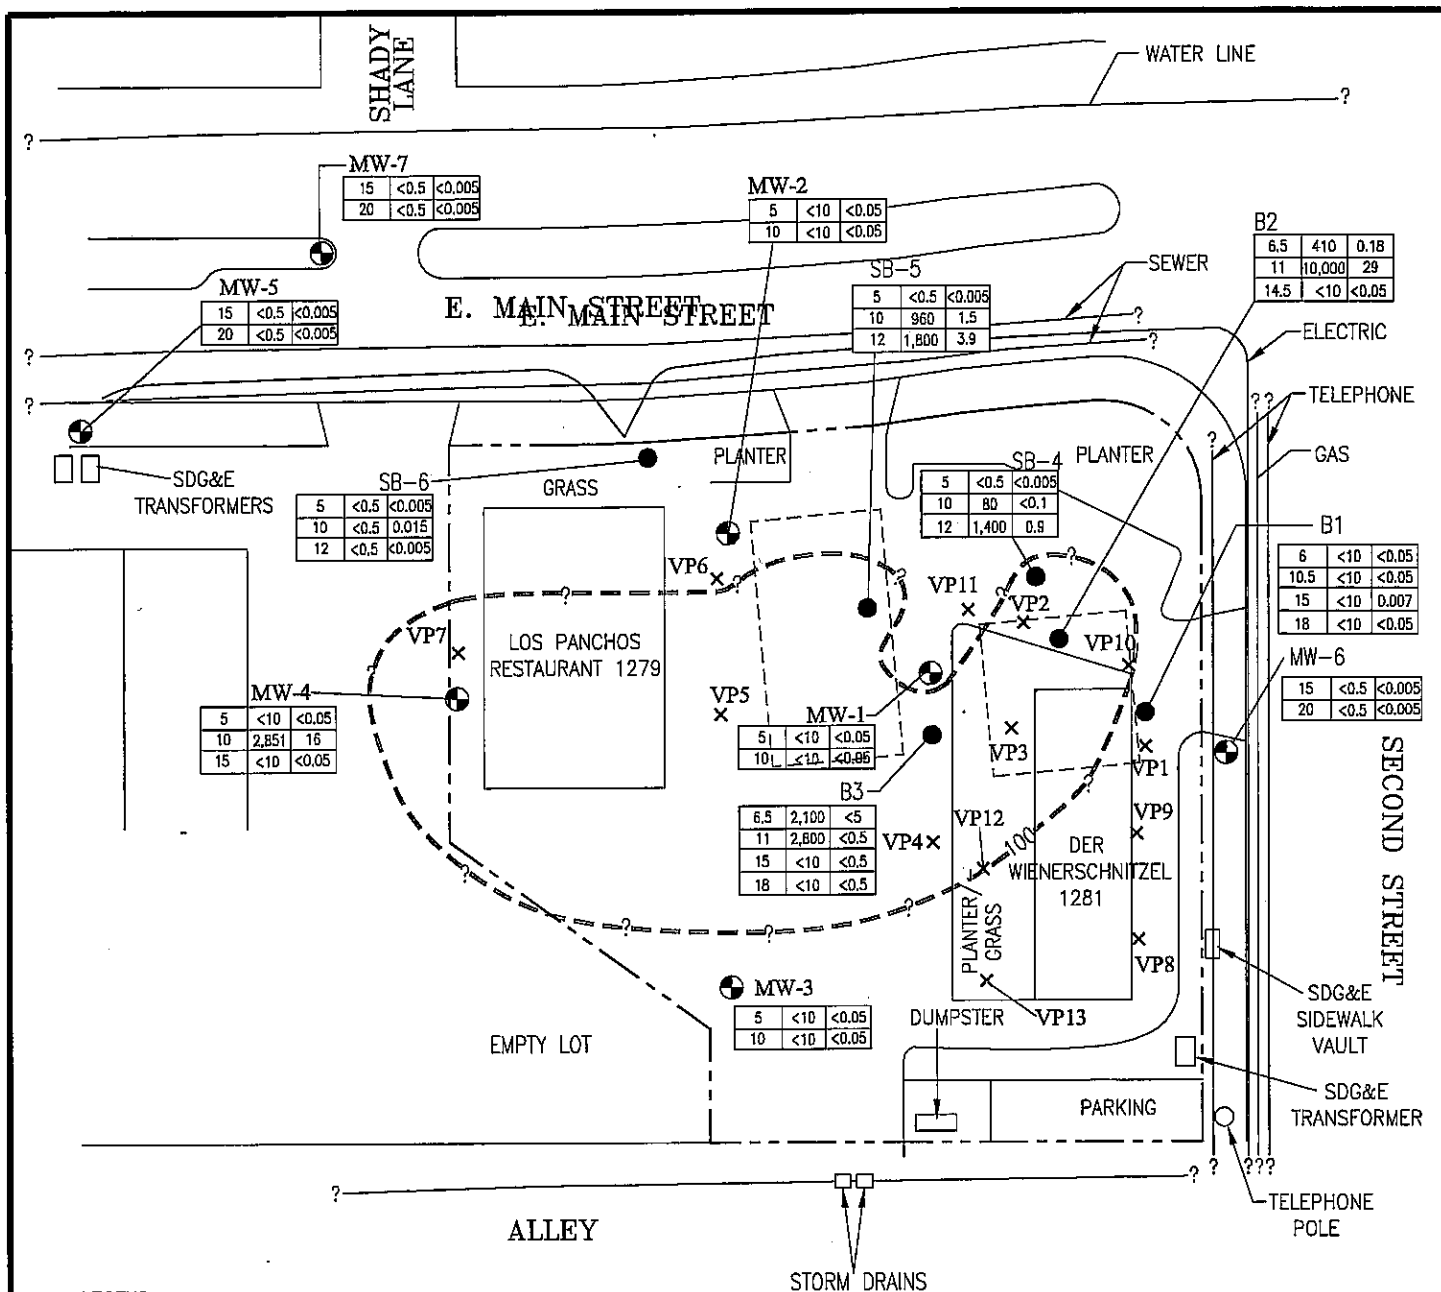 SHADY
LANE
WATER LINE
?
?
MW-7
15 <0.5 <0.005
20 <0.5 <0.005
MW-2
5 <10 <0.05
10 <10 <0.05
B2
6.5 410 0.18
11 10,000 29
14.5 <10 <0.05
SB-5
5 <0.5 <0.005
10 960 1.5
12 1,800 3.9
SEWER
MW-5
15 <0.5 <0.005
20 <0.5 <0.005
E. MAIN STREET
E. MAIN STREET
?
?
?
?
ELECTRIC
TELEPHONE
GAS
? ?
?
SDG&E
TRANSFORMERS
SB-6
5 <0.5 <0.005
10 <0.5 0.015
12 <0.5 <0.005
GRASS
PLANTER
SB-4
5 <0.5 <0.005
10 80 <0.1
12 1,400 0.9
PLANTER
B1
6 <10 <0.05
10.5 <10 <0.05
15 <10 0.007
18 <10 <0.05
VP6
?
?
?
?
?
VP11
VP2
VP10
?
VP7
?
LOS PANCHOS
RESTAURANT 1279
MW-6
15 <0.5 <0.005
20 <0.5 <0.005
MW-4
5 <10 <0.05
10 2,851 16
15 <10 <0.05
VP5
MW-1
5 <10 <0.05
10 <10 <0.05
VP3
VP1
?
B3
6.5 2,100 <5
11 2,800 <0.5
15 <10 <0.5
18 <10 <0.5
VP4
VP12
VP9
100
DER
WIENERSCHNITZEL
1281
SECOND STREET
?
?
?
?
PLANTER/
GRASS
VP8
MW-3
5 <10 <0.05
10 <10 <0.05
VP13
DUMPSTER
SDG&E
SIDEWALK
VAULT
EMPTY LOT
PARKING
SDG&E
TRANSFORMER
?
?
? ???
ALLEY
TELEPHONE
POLE
STORM DRAINS